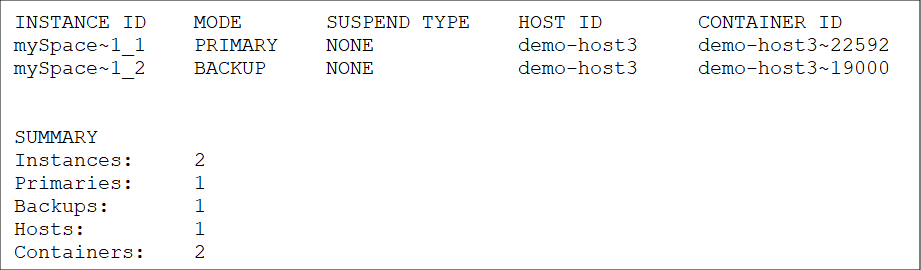 INSTANCE ID MODE SUSPEND TYPE HOST ID CONTAINER ID
mySpace~1_1 PRIMARY NONE demo-host3 demo-host3~22592
mySpace~1_2 BACKUP NONE demo-host3 demo-host3~19000
SUMMARY
Instances: 2
Primaries: 1
Backups: 1
Hosts: 1
Containers: 2